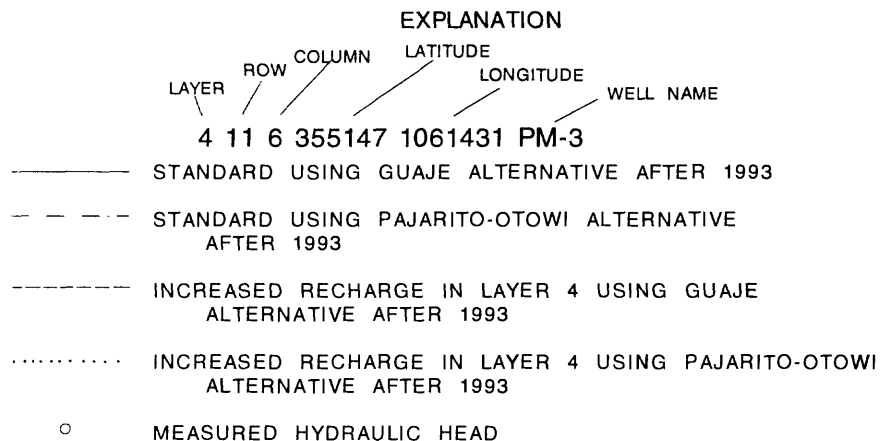 EXPLANATION
LAYER ROW COLUMN LATITUDE LONGITUDE WELL NAME
4 11 6 355147 1061431 PM-3
STANDARD USING GUAJE ALTERNATIVE AFTER 1993
STANDARD USING PAJARITO-OTOWI ALTERNATIVE
AFTER 1993
INCREASED RECHARGE IN LAYER 4 USING GUAJE
ALTERNATIVE AFTER 1993
INCREASED RECHARGE IN LAYER 4 USING PAJARITO-OTOWI
ALTERNATIVE AFTER 1993
MEASURED HYDRAULIC HEAD